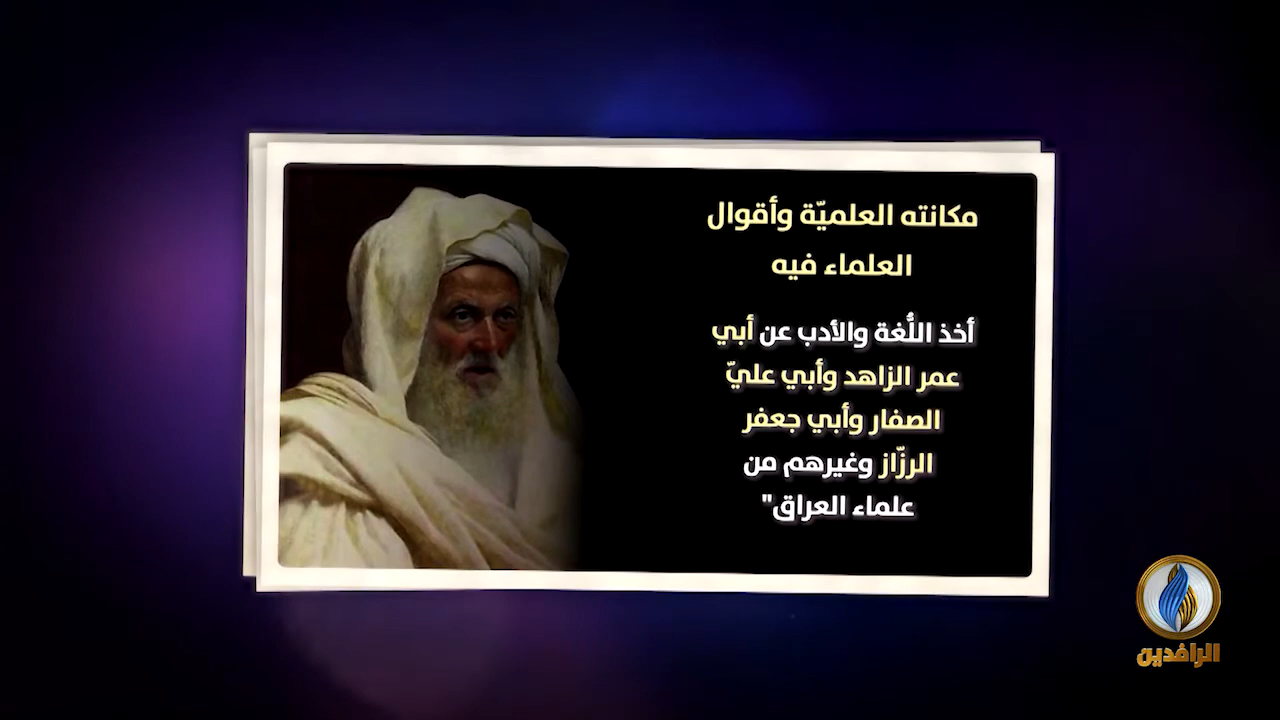 مكانته العلميّة وأقوال
العلماء فيه
أخذ اللُّغة والأدب عن أبي
عمر الزاهد وأبي عليّ
الصفار وأبي جعفر
الرزّاز وغيرهم من
علماء العراق"
الرافدين